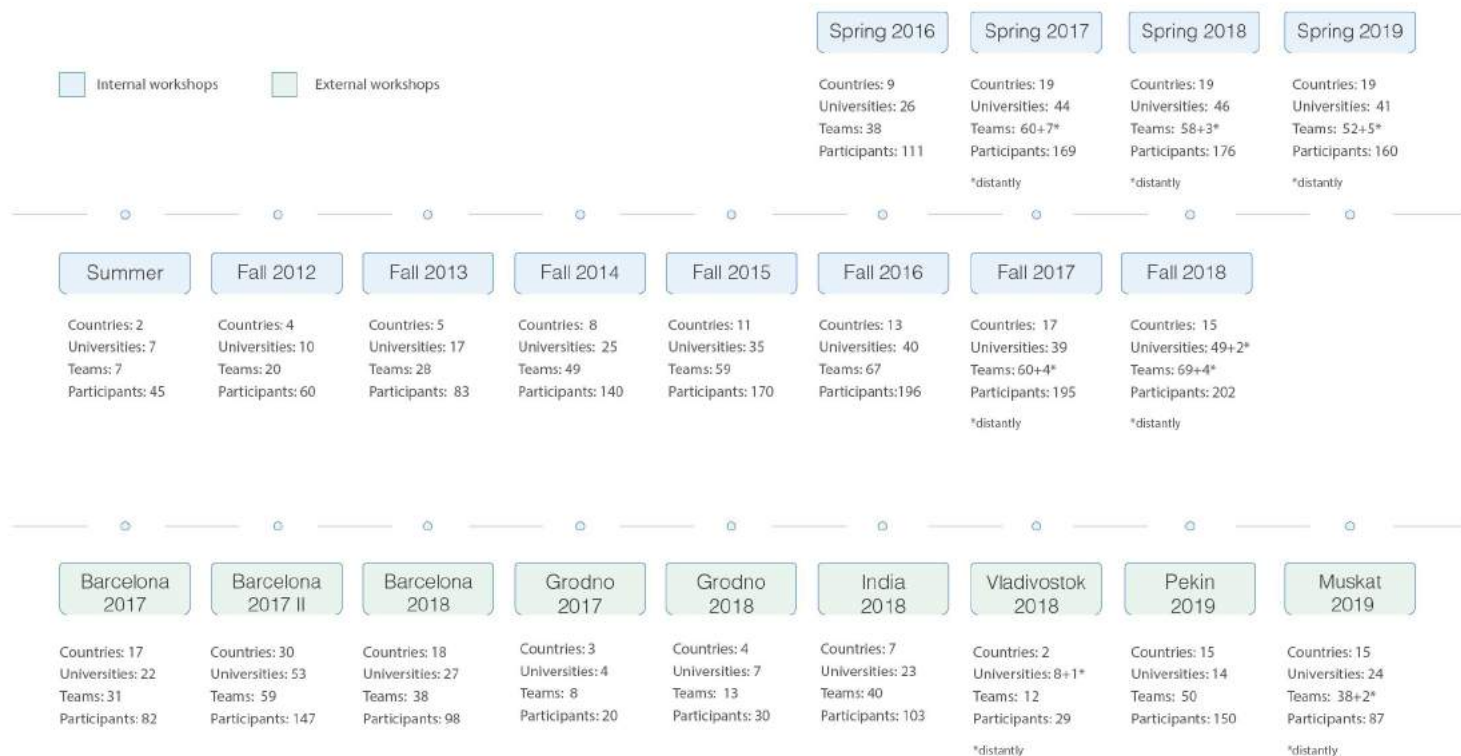 Spring 2016
Spring 2017
Spring 2018
Spring 2019
Internal workshops
External workshops
Countries: 9
Universities: 26
Teams: 38
Participants: 111
Countries: 19
Universities: 44
Teams: 60+7*
Participants: 169
*distantly
Countries: 19
Universities: 46
Teams: 58+3*
Participants: 176
*distantly
Countries: 19
Universities: 41
Teams: 52+5*
Participants: 160
*distantly
Summer
Countries: 2
Universities: 7
Teams: 7
Participants: 45
Fall 2012
Countries: 4
Universities: 10
Teams: 20
Participants: 60
Fall 2013
Countries: 5
Universities: 17
Teams: 28
Participants: 83
Fall 2014
Countries: 8
Universities: 25
Teams: 49
Participants: 140
Fall 2015
Countries: 11
Universities: 35
Teams: 59
Participants: 170
Fall 2016
Countries: 13
Universities: 40
Teams: 67
Participants:196
Fall 2017
Countries: 17
Universities: 39
Teams: 60+4*
Participants: 195
*distantly
Fall 2018
Countries: 15
Universities: 49+2*
Teams: 69+4*
Participants: 202
*distantly
Barcelona
2017
Countries: 17
Universities: 22
Teams: 31
Participants: 82
Barcelona
2017 II
Countries: 30
Universities: 53
Teams: 59
Participants: 147
Barcelona
2018
Countries: 18
Universities: 27
Teams: 38
Participants: 98
Grodno
2017
Countries: 3
Universities: 4
Teams: 8
Participants: 20
Grodno
2018
Countries: 4
Universities: 7
Teams: 13
Participants: 30
India
2018
Countries: 7
Universities: 23
Teams: 40
Participants: 103
Vladivostok
2018
Countries: 2
Universities: 8+1*
Teams: 12
Participants: 29
*distantly
Pekin
2019
Countries: 15
Universities: 14
Teams: 50
Participants: 150
Muskat
2019
Countries: 15
Universities: 24
Teams: 38+2*
Participants: 87
*distantly